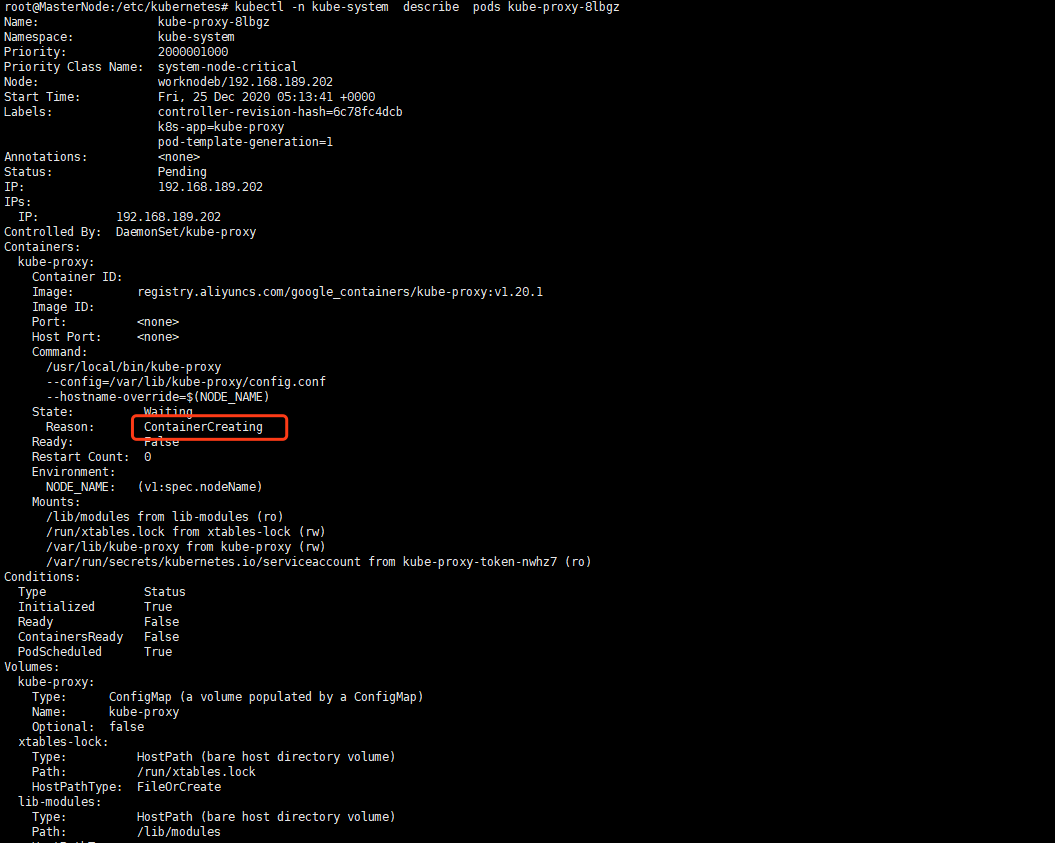 root@MasterNode:/etc/kubernetes# kubectl -n kube-system  describe  pods kube-proxy-8lbgz
Name:                 kube-proxy-8lbgz
Namespace:            kube-system
Priority:             2000001000
Priority Class Name:  system-node-critical
Node:                 worknodeb/192.168.189.202
Start Time:           Fri, 25 Dec 2020 05:13:41 +0000
Labels:               controller-revision-hash=6c78fc4dcb
                      k8s-app=kube-proxy
                      pod-template-generation=1
Annotations:          <none>
Status:               Pending
IP:                   192.168.189.202
IPs:
  IP:           192.168.189.202
Controlled By:  DaemonSet/kube-proxy
Containers:
  kube-proxy:
    Container ID:
    Image:         registry.aliyuncs.com/google_containers/kube-proxy:v1.20.1
    Image ID:
    Port:          <none>
    Host Port:     <none>
    Command:
      /usr/local/bin/kube-proxy
      --config=/var/lib/kube-proxy/config.conf
      --hostname-override=$(NODE_NAME)
    State:          Waiting
      Reason:       ContainerCreating
    Ready:          False
    Restart Count:  0
    Environment:
      NODE_NAME:   (v1:spec.nodeName)
    Mounts:
      /lib/modules from lib-modules (ro)
      /run/xtables.lock from xtables-lock (rw)
      /var/lib/kube-proxy from kube-proxy (rw)
      /var/run/secrets/kubernetes.io/serviceaccount from kube-proxy-token-nwhz7 (ro)
Conditions:
  Type              Status
  Initialized       True
  Ready             False
  ContainersReady   False
  PodScheduled      True
Volumes:
  kube-proxy:
    Type:      ConfigMap (a volume populated by a ConfigMap)
    Name:      kube-proxy
    Optional:  false
  xtables-lock:
    Type:          HostPath (bare host directory volume)
    Path:          /run/xtables.lock
    HostPathType:  FileOrCreate
  lib-modules:
    Type:          HostPath (bare host directory volume)
    Path:          /lib/modules